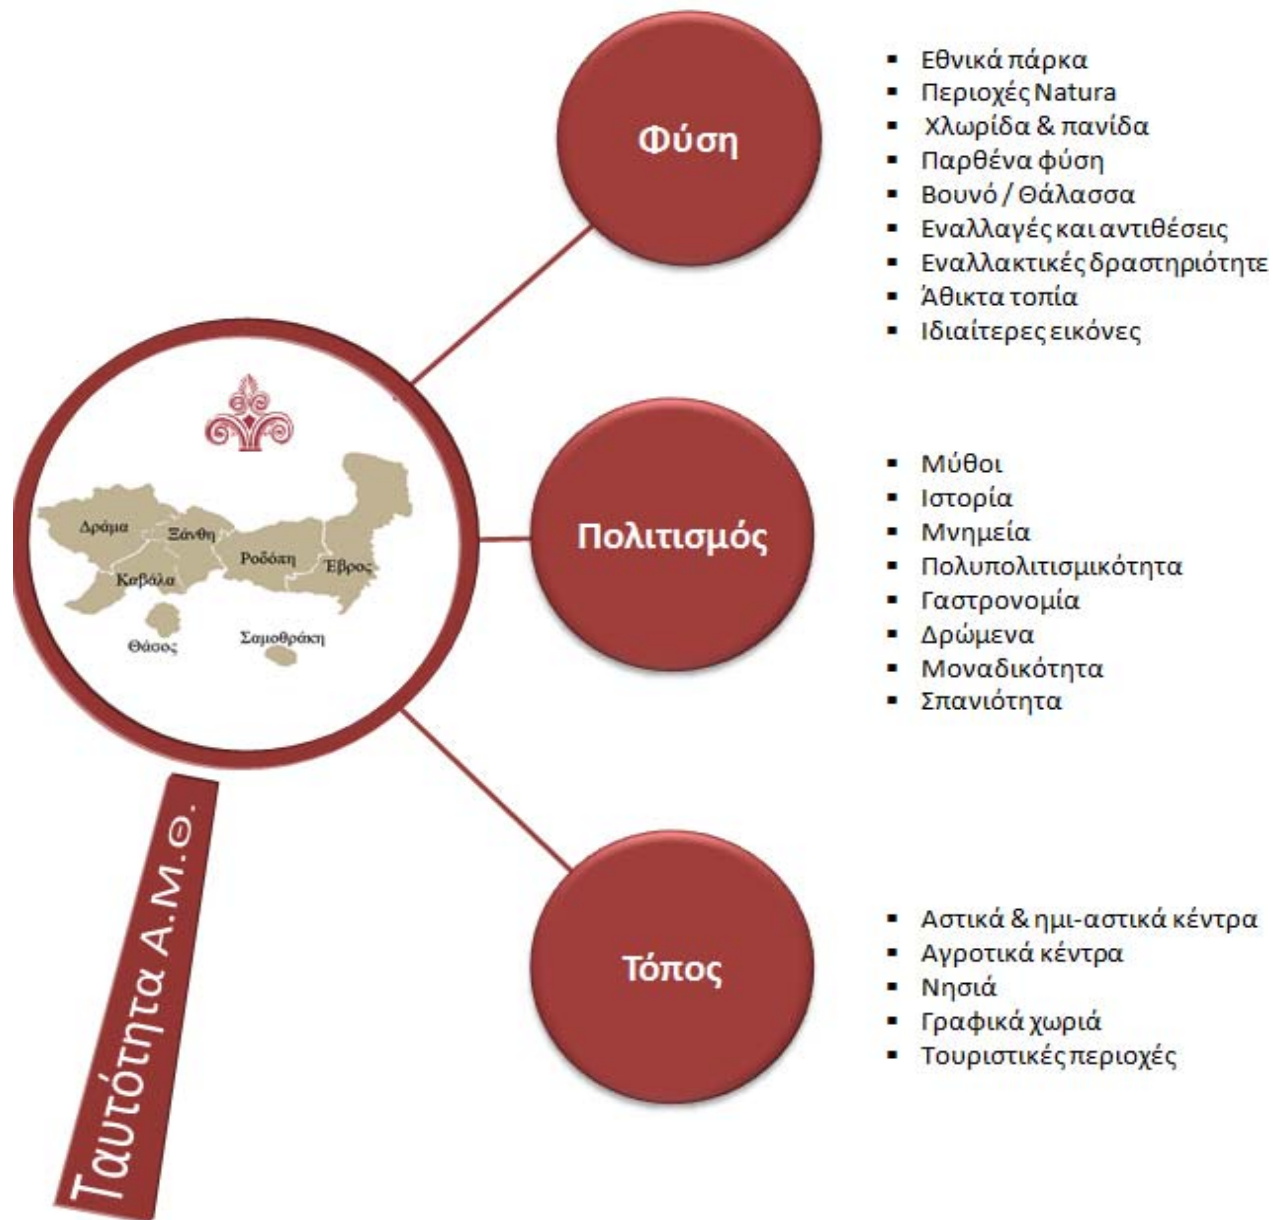 Φύση
Εθνικά πάρκα
Περιοχές Natura
Χλωρίδα & πανίδα
Παρθένα φύση
Βουνό / Θάλασσα
Εναλλαγές και αντιθέσεις
Εναλλακτικές δραστηριότητε
Άθικτα τοπία
Ιδιαίτερες εικόνες
Δράμα
Ξάνθη
Ροδόπη
Έβρος
Καβάλα
Θάσος
Σαμοθράκη
Πολιτισμός
Μύθοι
Ιστορία
Μνημεία
Πολυπολιτισμικότητα
Γαστρονομία
Δρώμενα
Μοναδικότητα
Σπανιότητα
Ταυτότητα Α.Μ.Θ.
Τόπος
Αστικά & ημι-αστικά κέντρα
Αγροτικά κέντρα
Νησιά
Γραφικά χωριά
Τουριστικές περιοχές